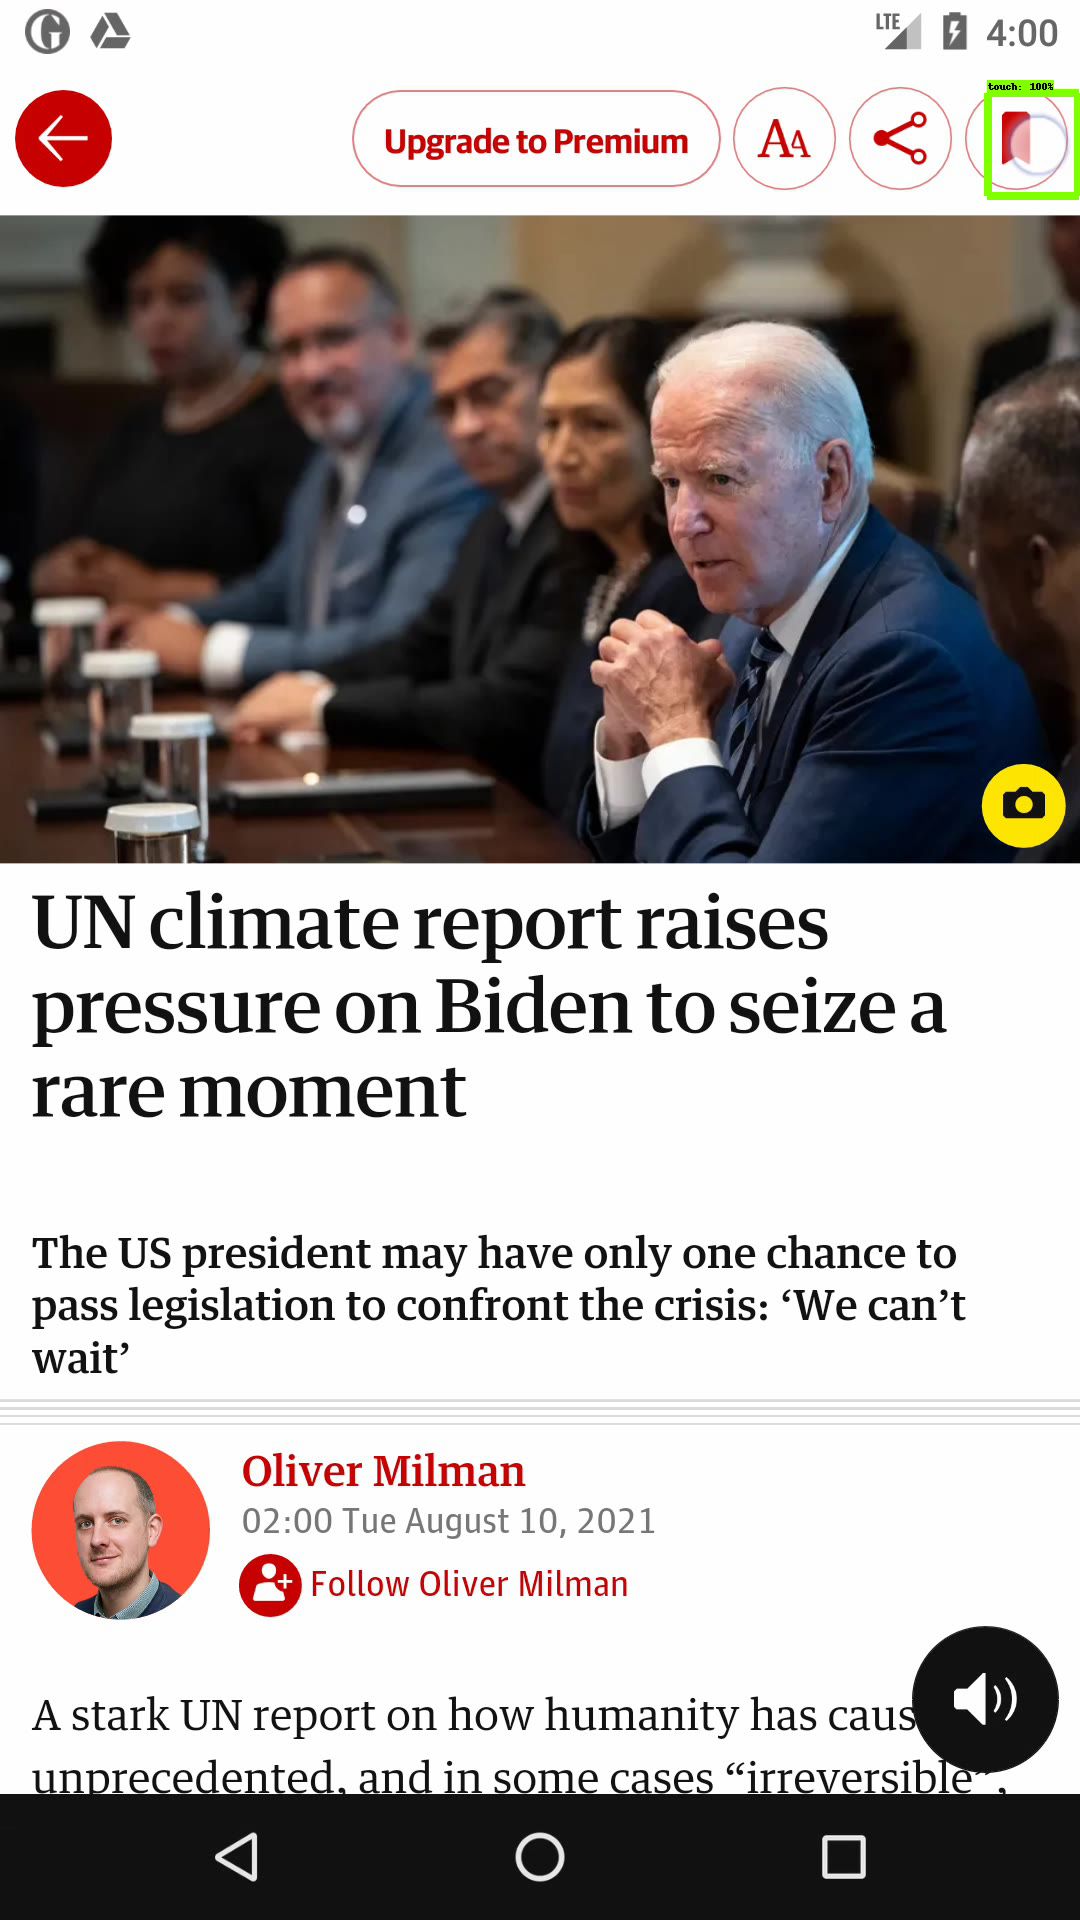 LTE 4:00
touch: 100%
Upgrade to Premium AA
UN climate report raises
pressure on Biden to seize a
rare moment
The US president may have only one chance to
pass legislation to confront the crisis: ‘We can’t
wait’
Oliver Milman
02:00 Tue August 10, 2021
Follow Oliver Milman
A stark UN report on how humanity has caus
unprecedented, and in some cases “irreversible”,